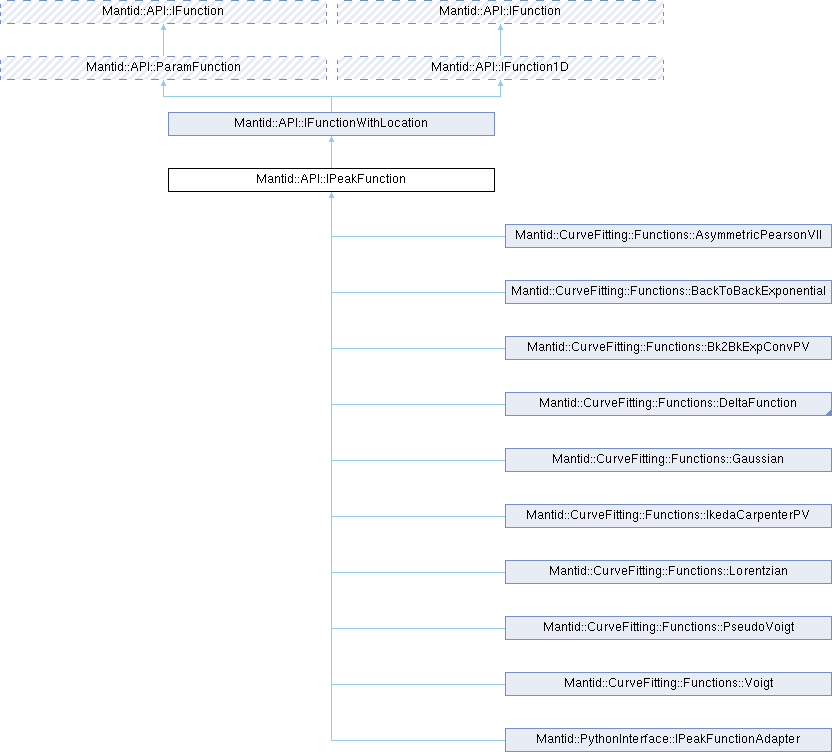 Mantid::API::IFunction
Mantid::API::IFunction
Mantid::API::ParamFunction
Mantid::API::IFunction1D
Mantid::API::IFunctionWithLocation
Mantid::API::IPeakFunction
Mantid::CurveFitting::Functions::AsymmetricPearsonVII
Mantid::CurveFitting::Functions::BackToBackExponential
Mantid::CurveFitting::Functions::Bk2BkExpConvPV
Mantid::CurveFitting::Functions::DeltaFunction
Mantid::CurveFitting::Functions::Gaussian
Mantid::CurveFitting::Functions::IkedaCarpenterPV
Mantid::CurveFitting::Functions::Lorentzian
Mantid::CurveFitting::Functions::PseudoVoigt
Mantid::CurveFitting::Functions::Voigt
Mantid::PythonInterface::IPeakFunctionAdapter